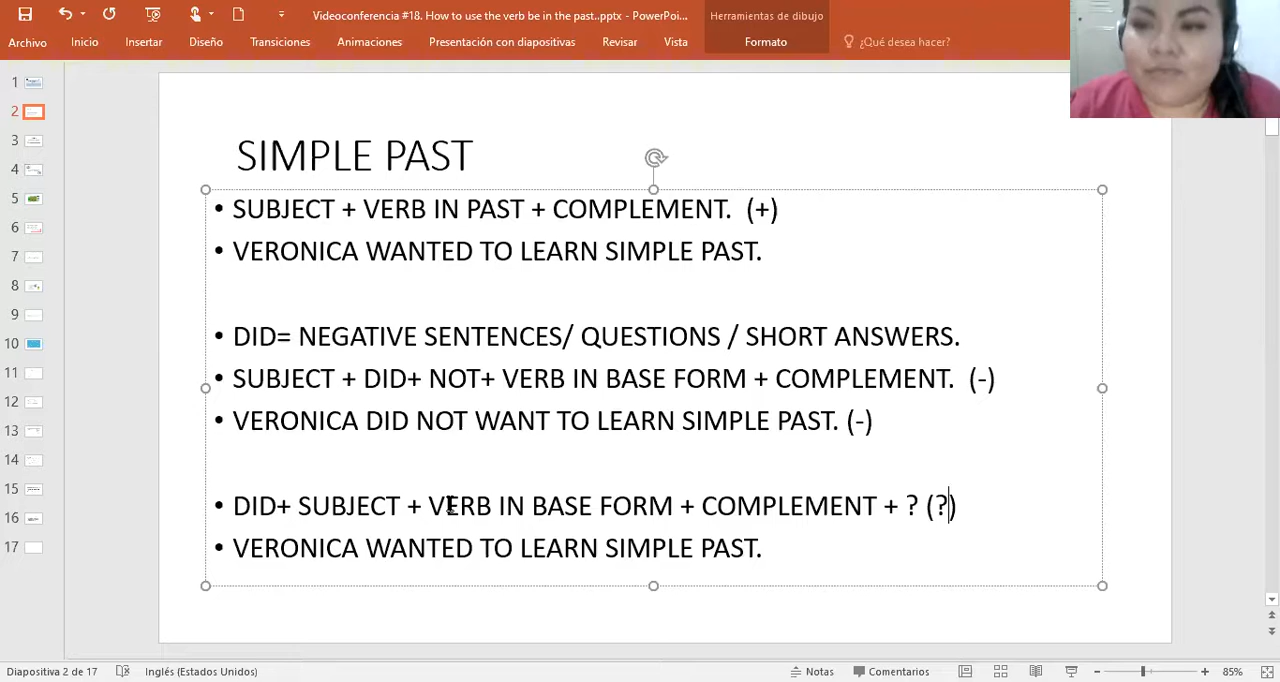 Videoconferencia #18. How to use the verb be in the past..pptx - PowerPoi...
Herramientas de dibujo
Archivo Inicio Insertar Diseño Transiciones Animaciones Presentación con diapositivas Revisar Vista Formato ¿Qué desea hacer?
1
2
3
4
5
6
7
8
9
10
11
12
13
14
15
16
17
SIMPLE PAST
• SUBJECT + VERB IN PAST + COMPLEMENT. (+)
• VERONICA WANTED TO LEARN SIMPLE PAST.
• DID= NEGATIVE SENTENCES/ QUESTIONS / SHORT ANSWERS.
• SUBJECT + DID+ NOT+ VERB IN BASE FORM + COMPLEMENT. (-)
• VERONICA DID NOT WANT TO LEARN SIMPLE PAST. (-)
• DID+ SUBJECT + VERB IN BASE FORM + COMPLEMENT + ? (?)
• VERONICA WANTED TO LEARN SIMPLE PAST.
Diapositiva 2 de 17 Inglés (Estados Unidos) Notas Comentarios 85%